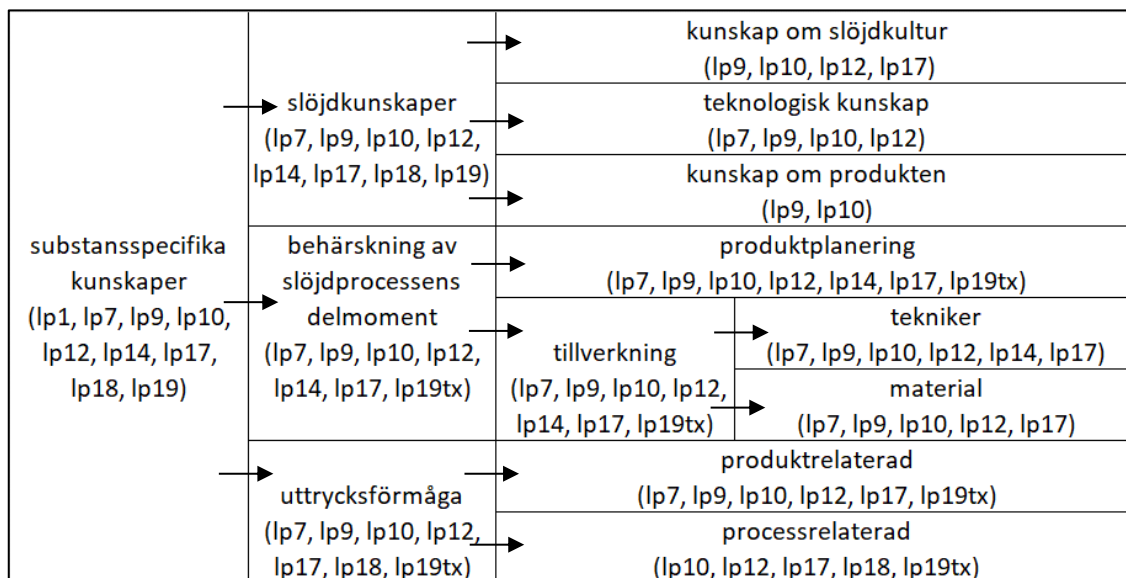 substansspecifika
kunskaper
(lp1, lp7, lp9, lp10,
lp12, lp14, lp17,
lp18, lp19)
slöjdkunskaper
(lp7, lp9, lp10, lp12,
lp14, lp17, lp18, lp19)
kunskap om slöjdkultur
(lp9, lp10, lp12, lp17)
teknologisk kunskap
(lp7, lp9, lp10, lp12)
kunskap om produkten
(lp9, lp10)
behärskning av
slöjdprocessens
delmoment
(lp7, lp9, lp10, lp12,
lp14, lp17, lp19tx)
produktplanering
(lp7, lp9, lp10, lp12, lp14, lp17, lp19tx)
tillverkning
(lp7, lp9, lp10, lp12,
lp14, lp17, lp19tx)
tekniker
(lp7, lp9, lp10, lp12, lp14, lp17)
material
(lp7, lp9, lp10, lp12, lp17)
uttrycksförmåga
(lp7, lp9, lp10, lp12,
lp17, lp18, lp19tx)
produktrelaterad
(lp7, lp9, lp10, lp12, lp17, lp19tx)
processrelaterad
(lp10, lp12, lp17, lp18, lp19tx)